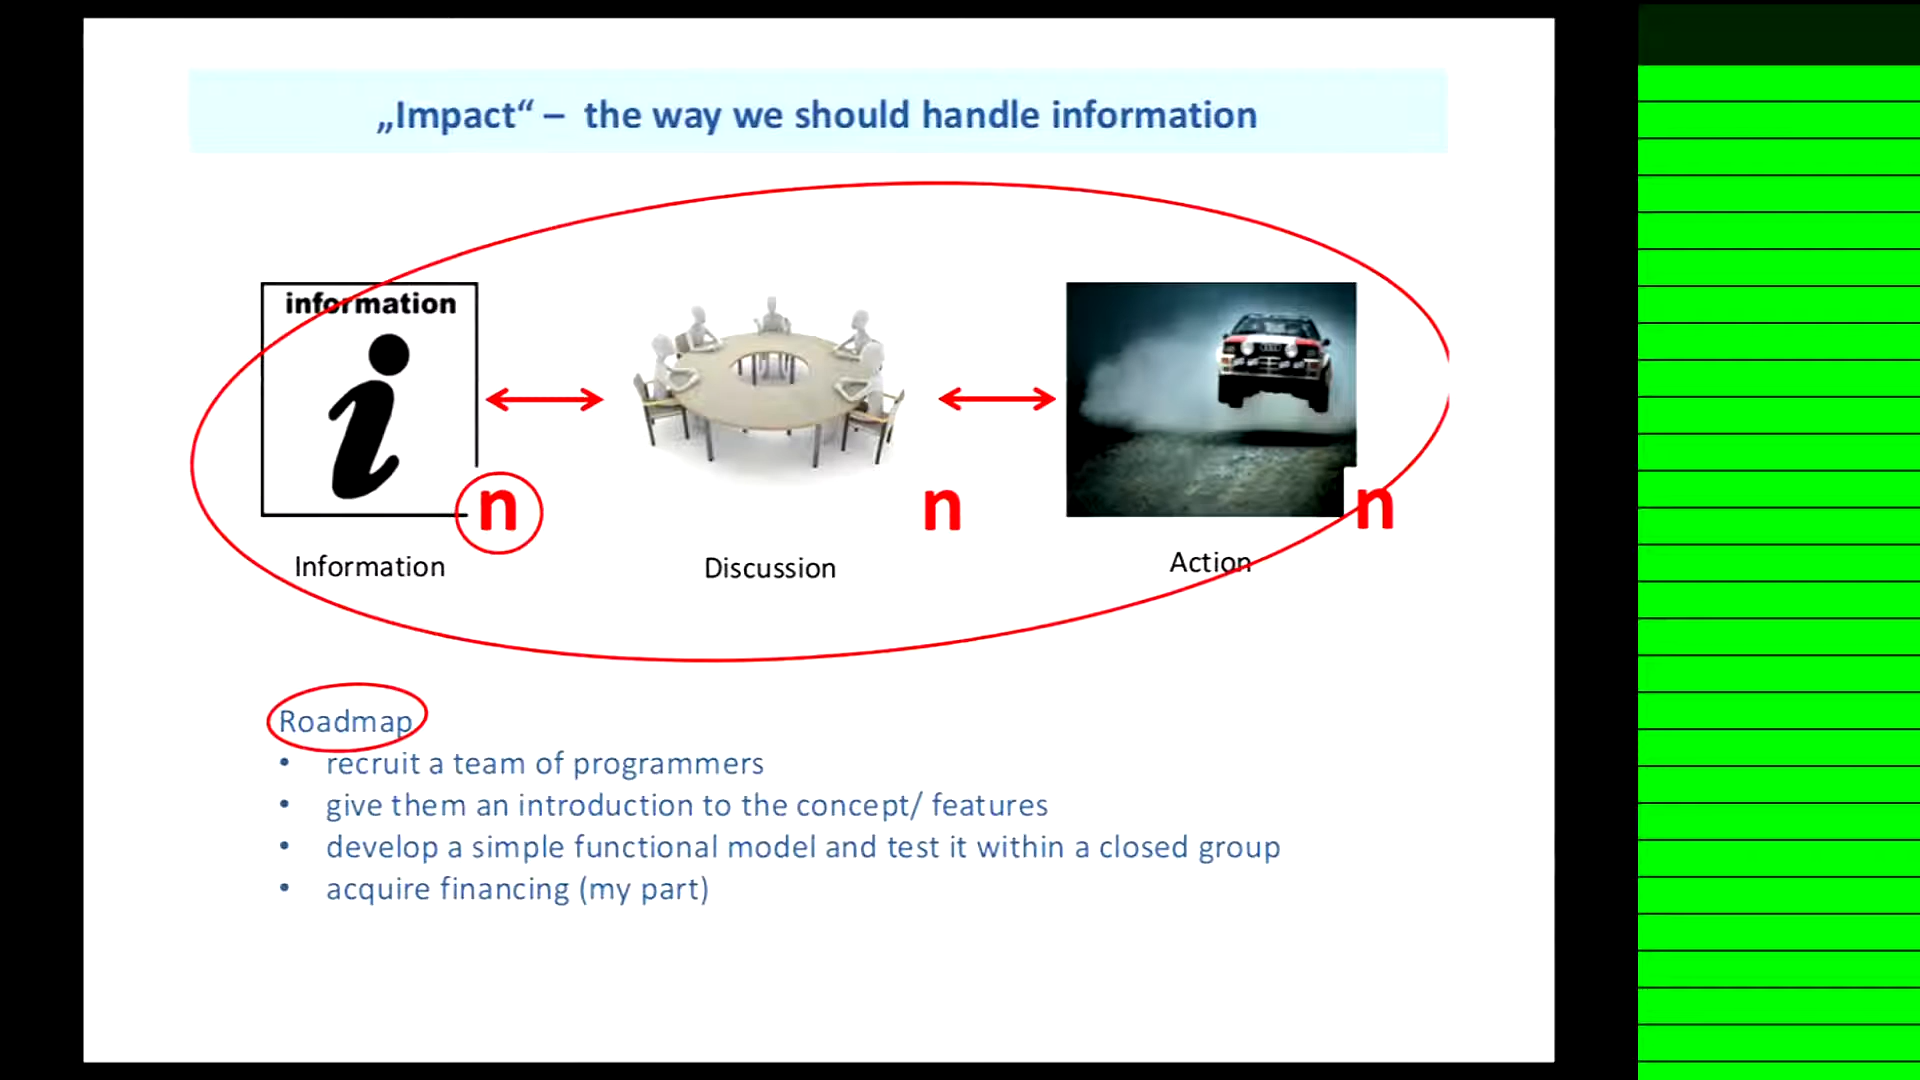 „Impact“ – the way we should handle information
information
i
n
n
n
Information
Discussion
Action
Roadmap
• recruit a team of programmers
• give them an introduction to the concept/ features
• develop a simple functional model and test it within a closed group
• acquire financing (my part)